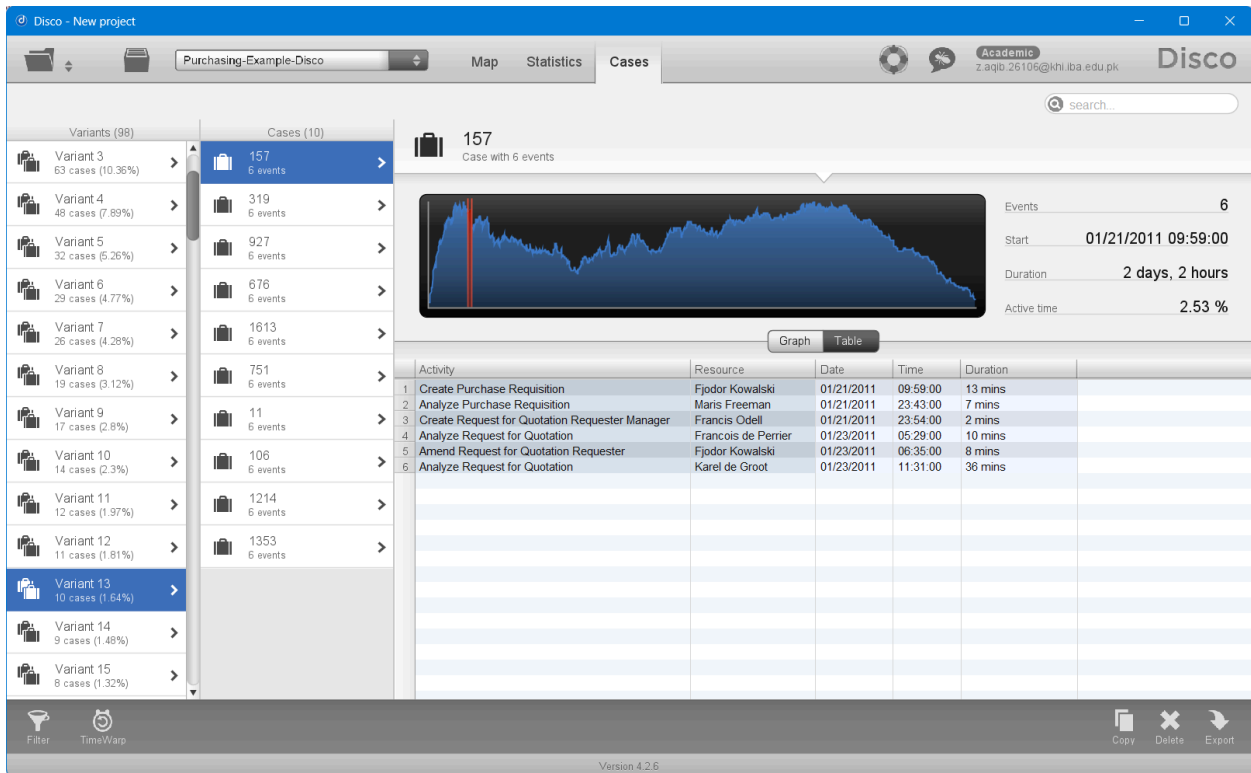 Disco - New project
Purchasing-Example-Disco
Map Statistics Cases
Academic
z.aqib.26106@khi.iba.edu.pk
Disco
search...
Variants (98)
Variant 3
63 cases (10.36%)
Variant 4
48 cases (7.89%)
Variant 5
32 cases (5.26%)
Variant 6
29 cases (4.77%)
Variant 7
26 cases (4.28%)
Variant 8
19 cases (3.12%)
Variant 9
17 cases (2.8%)
Variant 10
14 cases (2.3%)
Variant 11
12 cases (1.97%)
Variant 12
11 cases (1.81%)
Variant 13
10 cases (1.64%)
Variant 14
9 cases (1.48%)
Variant 15
8 cases (1.32%)
Cases (10)
157
6 events
319
6 events
927
6 events
676
6 events
1613
6 events
751
6 events
11
6 events
106
6 events
1214
6 events
1353
6 events
157
Case with 6 events
Events 6
Start 01/21/2011 09:59:00
Duration 2 days, 2 hours
Active time 2.53 %
Graph Table
Activity Resource Date Time Duration
1 Create Purchase Requisition Fjodor Kowalski 01/21/2011 09:59:00 13 mins
2 Analyze Purchase Requisition Maris Freeman 01/21/2011 23:43:00 7 mins
3 Create Request for Quotation Requester Manager Francis Odell 01/21/2011 23:54:00 2 mins
4 Analyze Request for Quotation Francois de Perrier 01/23/2011 05:29:00 10 mins
5 Amend Request for Quotation Requester Fjodor Kowalski 01/23/2011 06:35:00 8 mins
6 Analyze Request for Quotation Karel de Groot 01/23/2011 11:31:00 36 mins
Filter TimeWarp
Copy Delete Export
Version 4.2.6